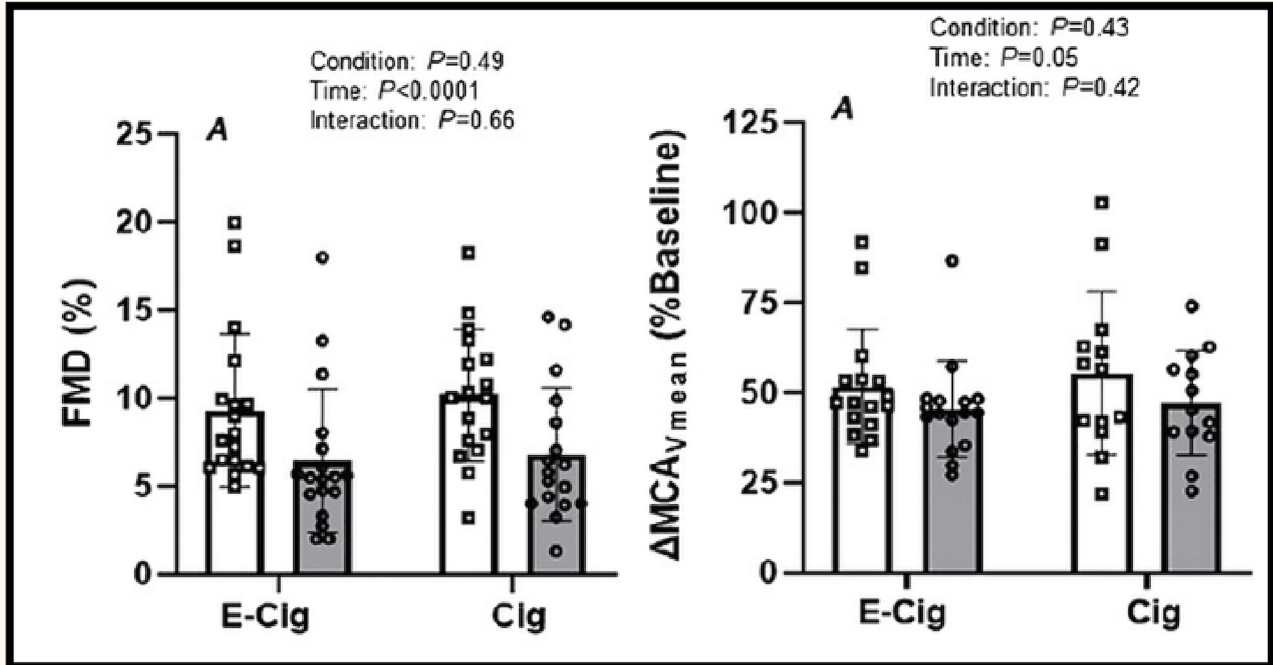 Condition: P=0.49
Time: P<0.0001
Interaction: P=0.66
A
25
20
15
10
5
0
FMD (%)
E-CIg
CIg
Condition: P=0.43
Time: P=0.05
Interaction: P=0.42
A
125
100
75
50
25
0
ΔMCAVmean (%Baseline)
E-Cig
Cig